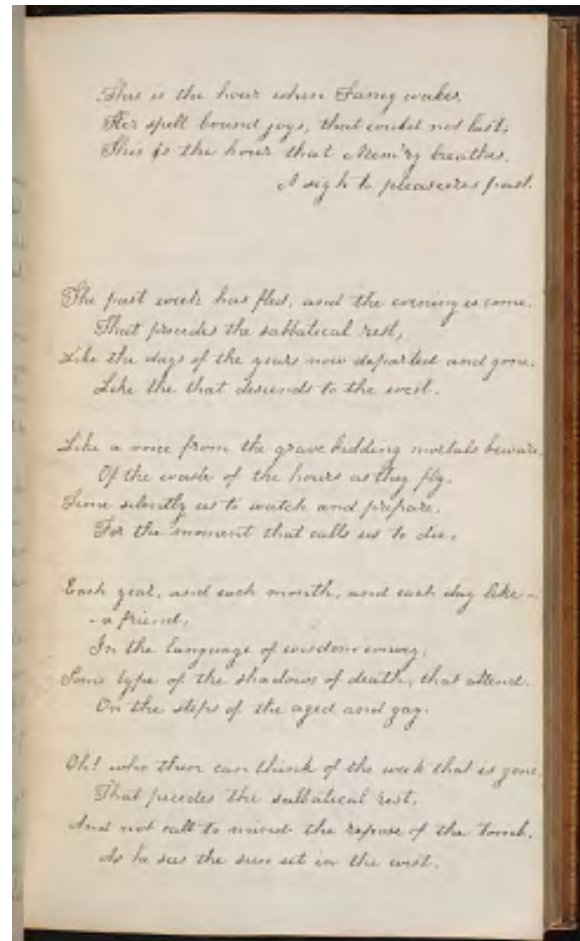 This is the hour when Fancy wakes,
Her spell bound joys, that could not last;
This is the hour that Mem'ry breathes,
A sigh to pleasures past.
The past week has fled, and the evening is come.
That precedes the sabbatical rest,
Like the days of the years now departed and gone.
Like the that descends to the west.
Like a voice from the grave bidding mortals beware,
Of the waste of the hours as they fly.
Time silently us to watch and prepare,
For the moment that calls us to die.
Each year, and each month, and each day like -
- a friend,
In the language of wisdom convey,
Some type of the shadows of death, that attend.
On the steps of the aged and gay.
Oh! who then can think of the week that is gone,
That precedes the sabbatical rest,
And not call to mind the repose of the tomb,
As he sees the sun set in the west.